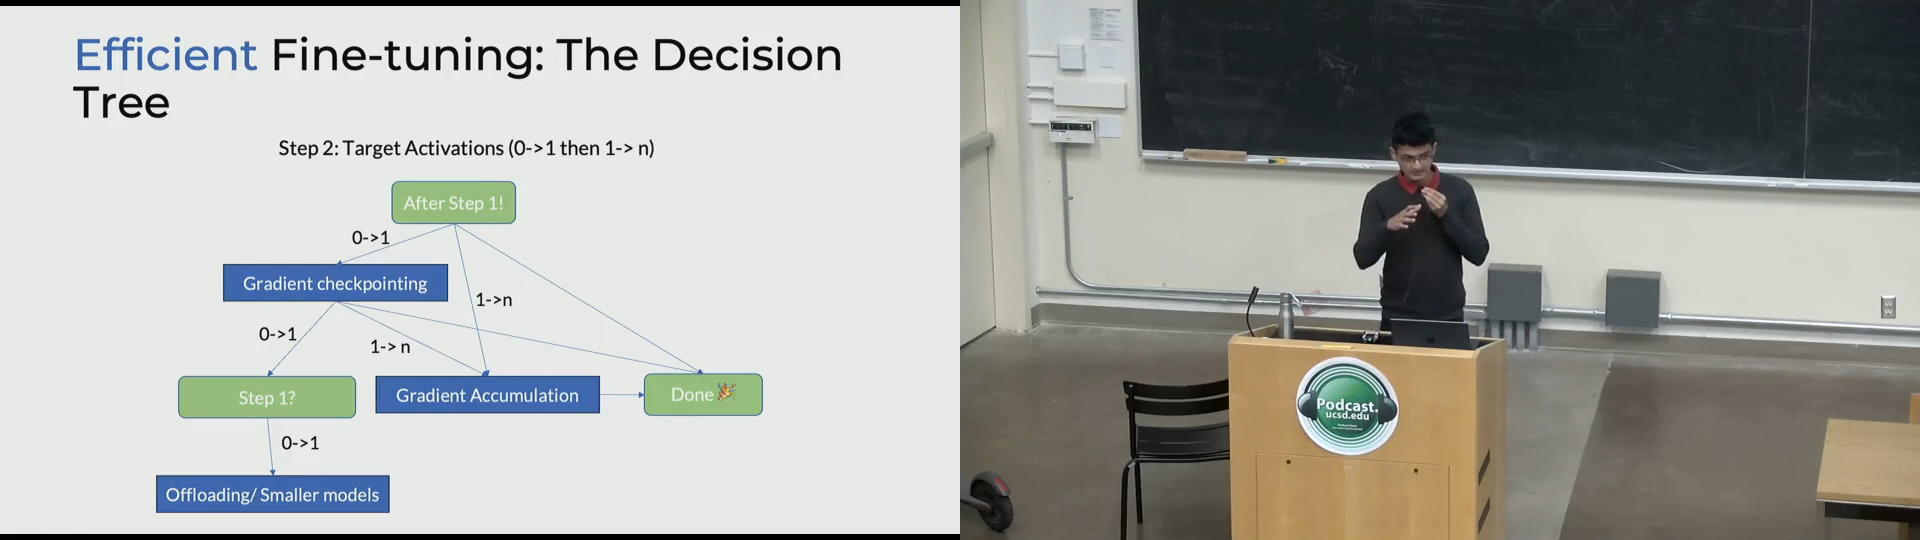 Efficient Fine-tuning: The Decision
Tree
Step 2: Target Activations (0->1 then 1-> n)
After Step 1!
0->1
Gradient checkpointing
1->n
0->1
1-> n
Step 1?
Gradient Accumulation
Done
0->1
Offloading/ Smaller models
Podcast.
ucsd.edu